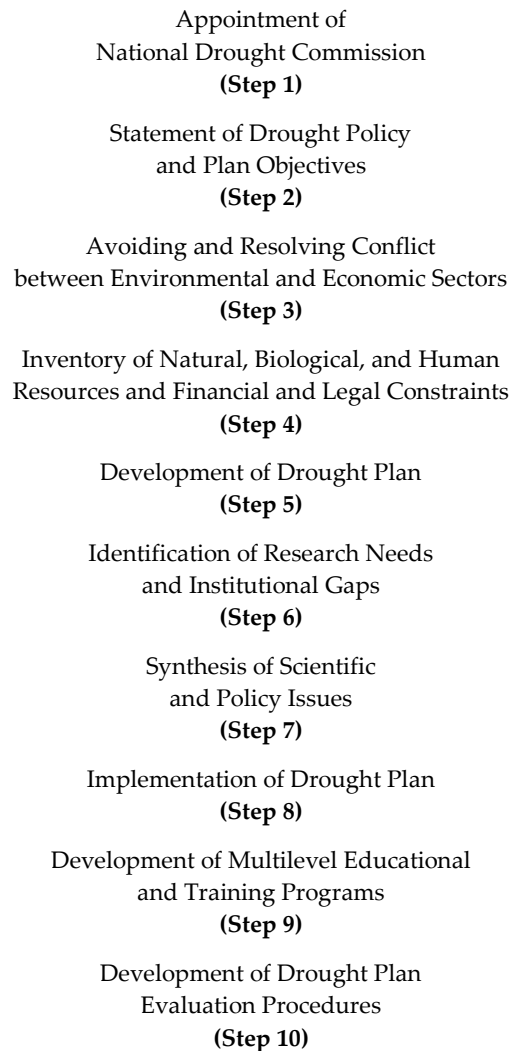 Appointment of
National Drought Commission
(Step 1)
Statement of Drought Policy
and Plan Objectives
(Step 2)
Avoiding and Resolving Conflict
between Environmental and Economic Sectors
(Step 3)
Inventory of Natural, Biological, and Human
Resources and Financial and Legal Constraints
(Step 4)
Development of Drought Plan
(Step 5)
Identification of Research Needs
and Institutional Gaps
(Step 6)
Synthesis of Scientific
and Policy Issues
(Step 7)
Implementation of Drought Plan
(Step 8)
Development of Multilevel Educational
and Training Programs
(Step 9)
Development of Drought Plan
Evaluation Procedures
(Step 10)